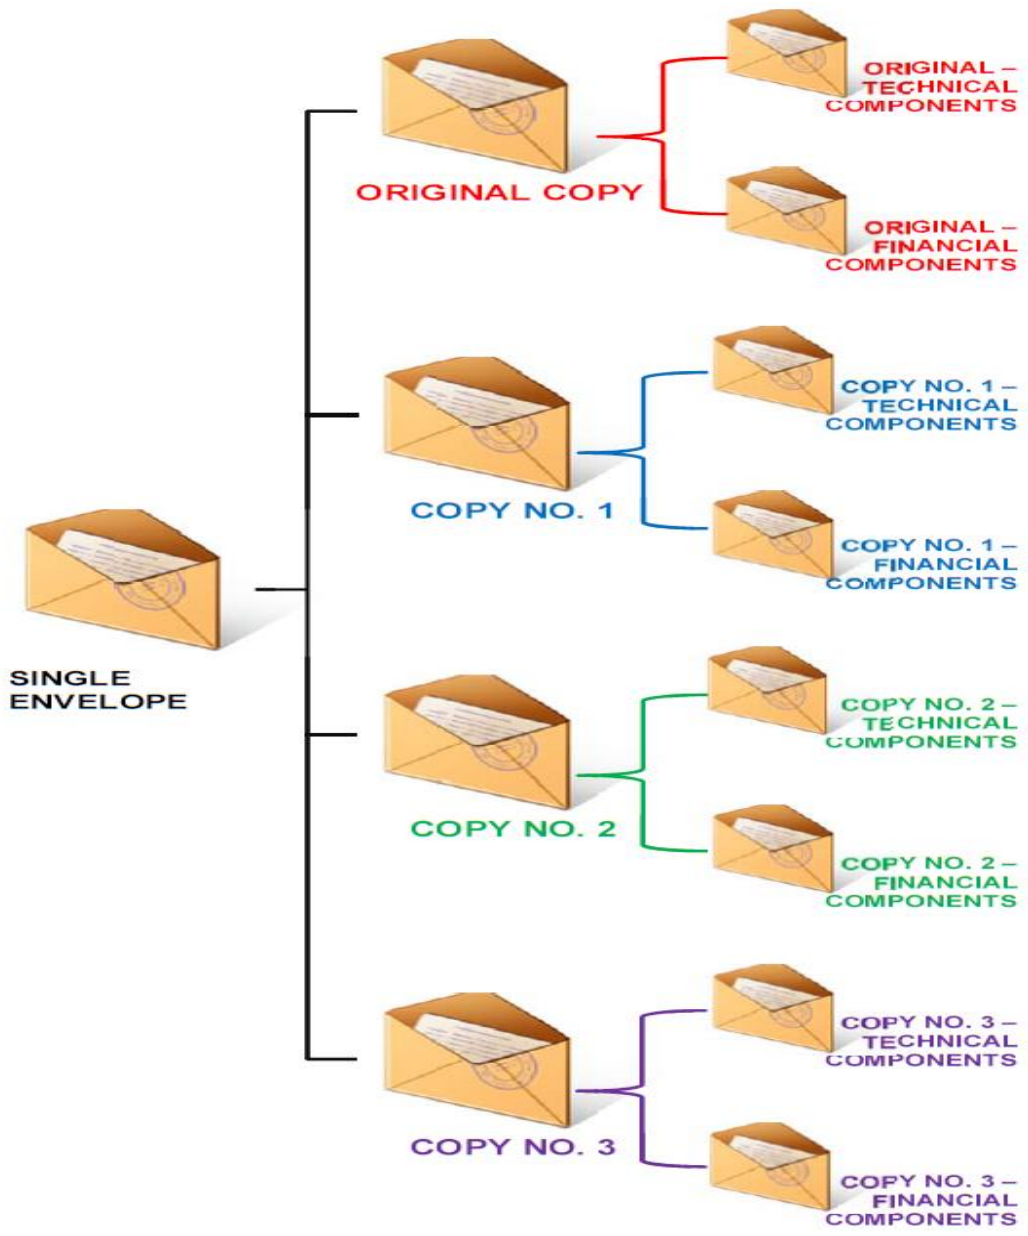 ORIGINAL –
TECHNICAL
COMPONENTS
ORIGINAL COPY
ORIGINAL –
FINANCIAL
COMPONENTS
COPY NO. 1 –
TECHNICAL
COMPONENTS
COPY NO. 1
COPY NO. 1 –
FINANCIAL
COMPONENTS
SINGLE
ENVELOPE
COPY NO. 2 –
TECHNICAL
COMPONENTS
COPY NO. 2
COPY NO. 2 –
FINANCIAL
COMPONENTS
COPY NO. 3 –
TECHNICAL
COMPONENTS
COPY NO. 3
COPY NO. 3 –
FINANCIAL
COMPONENTS